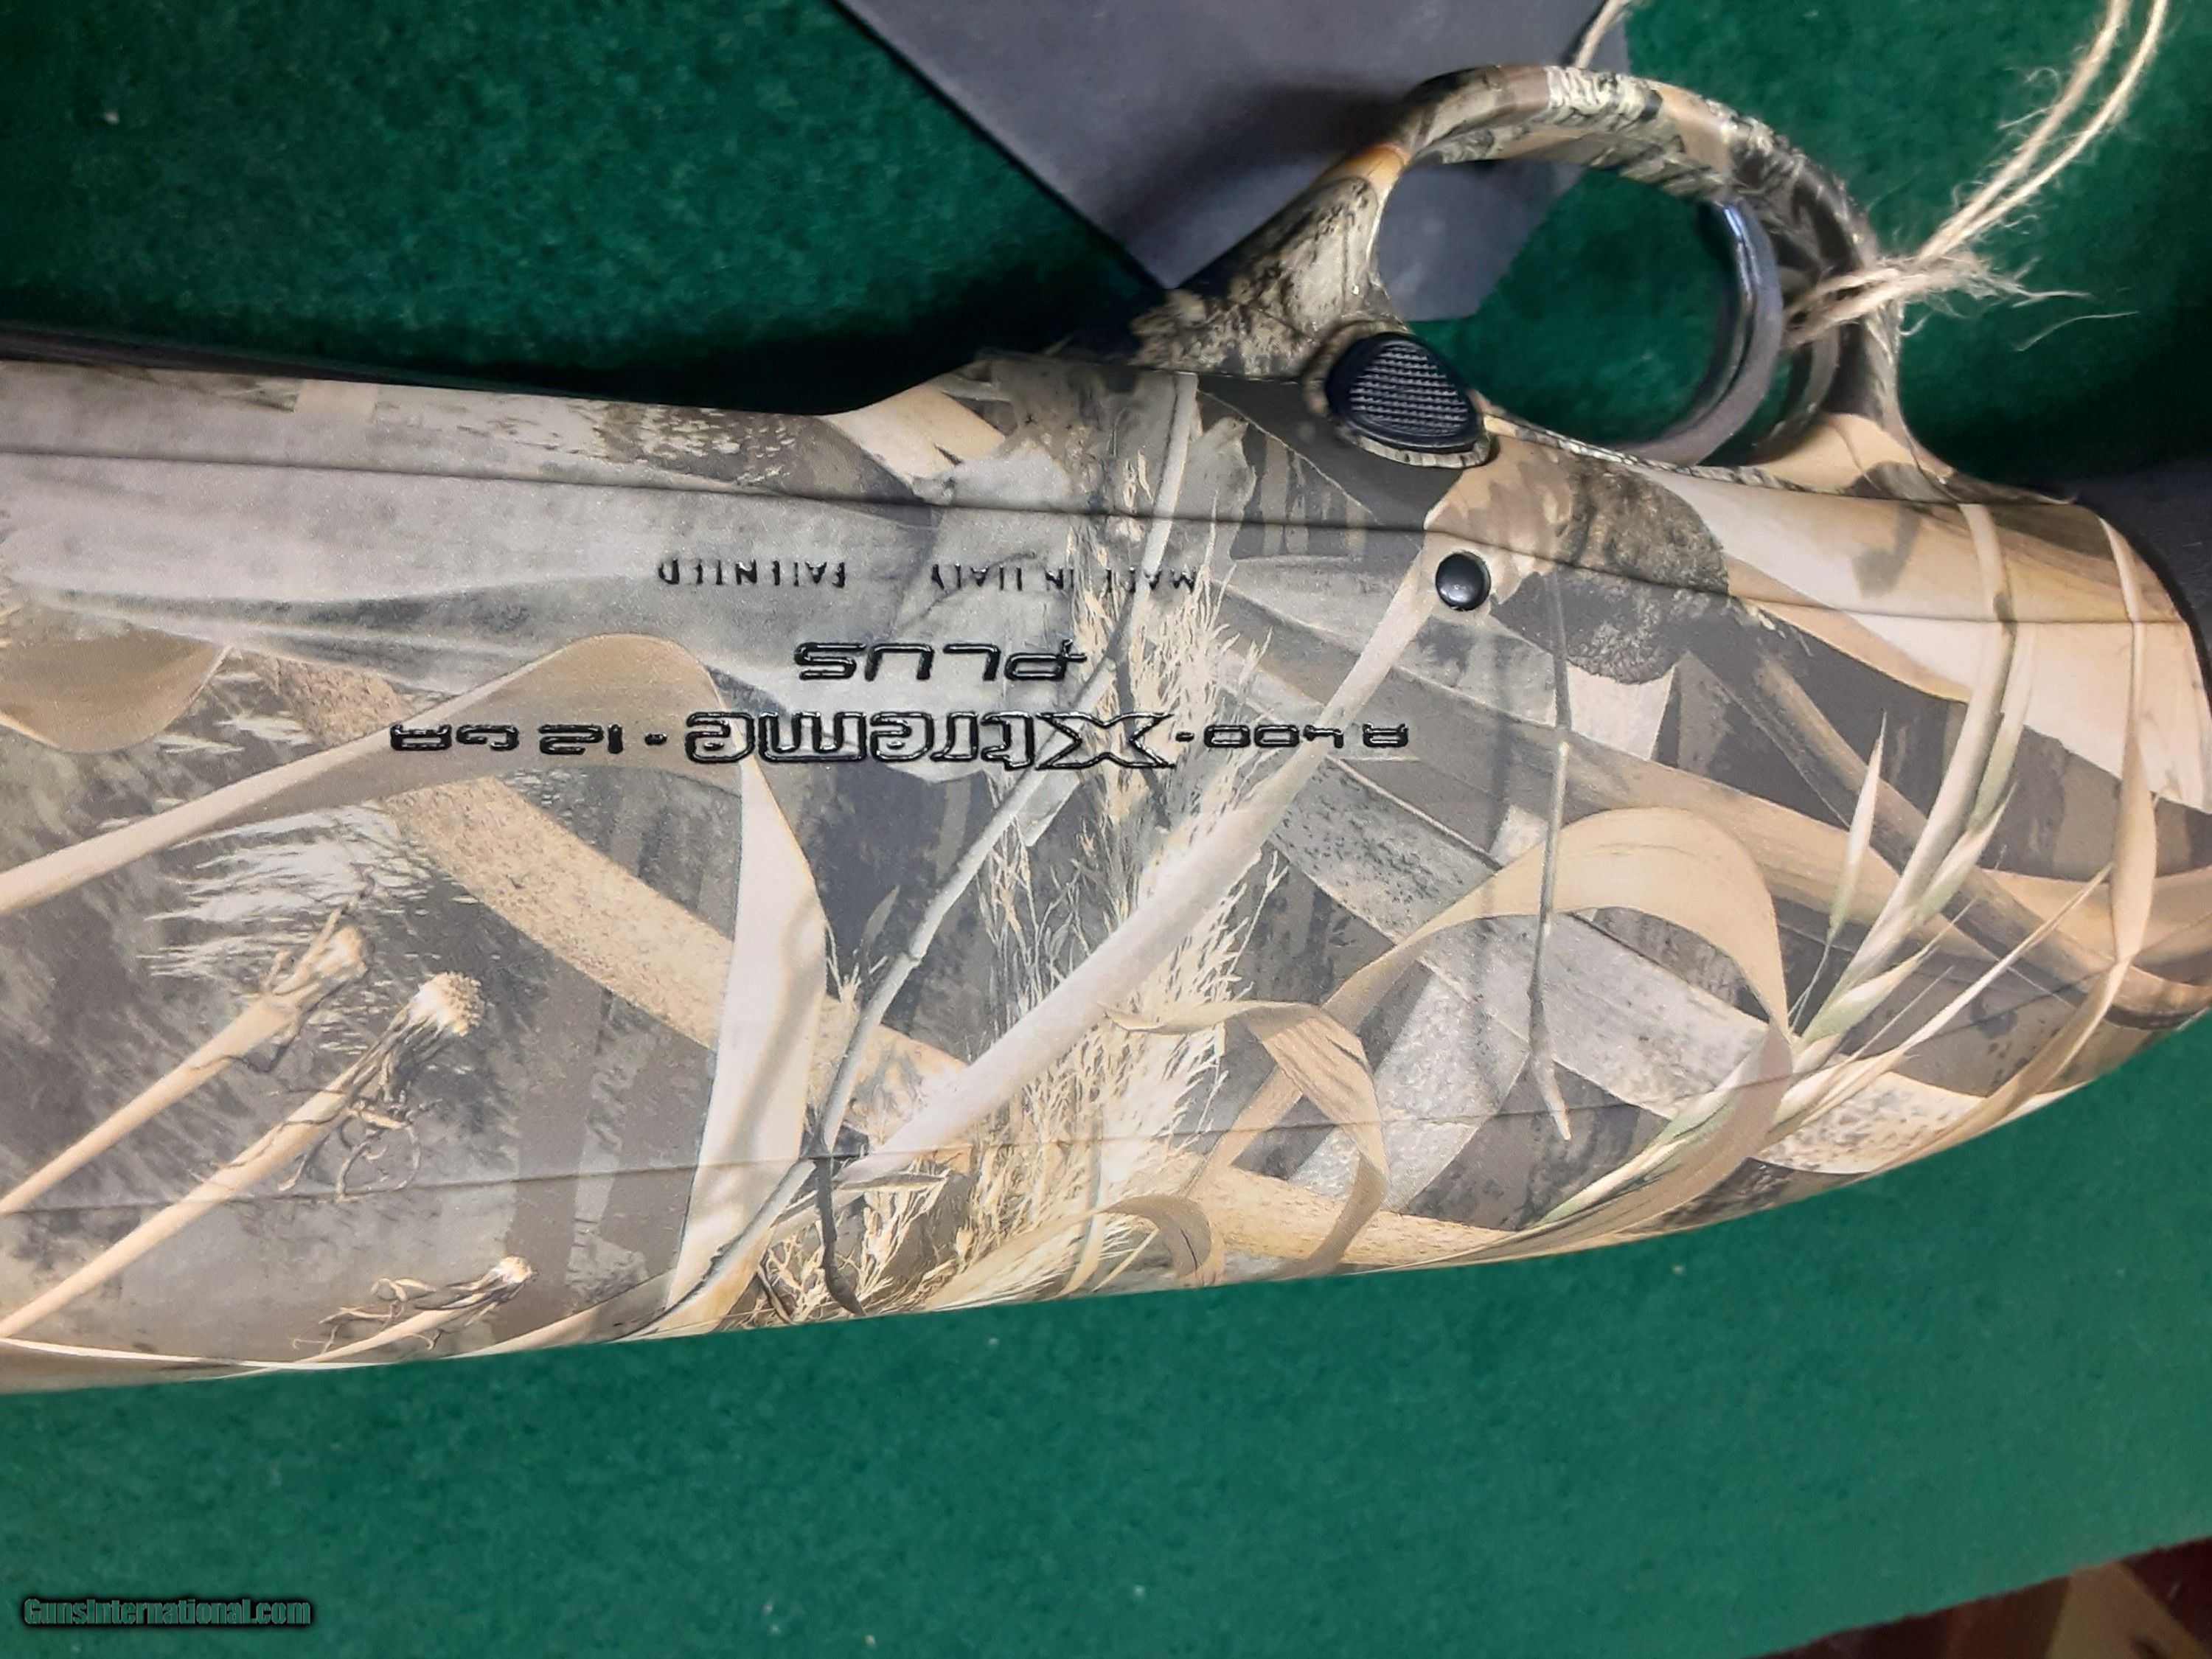 A400-Xtreme-12 GA
PLUS
MADE IN ITALY PATENTED
GunsInternational.com